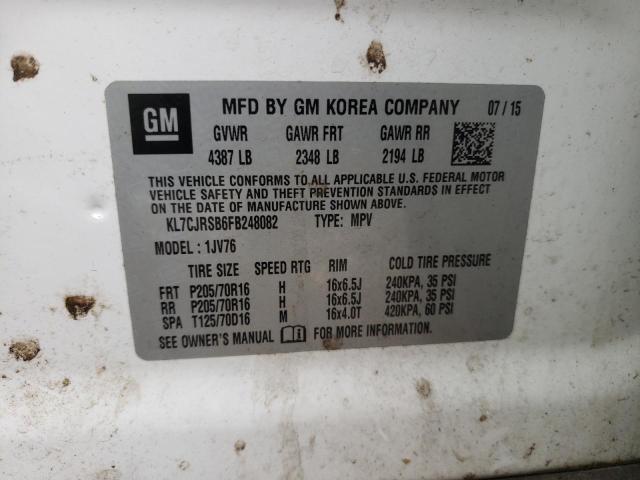 GM MFD BY GM KOREA COMPANY 07 / 15
GVWR GAWR FRT GAWR RR
4387 LB 2348 LB 2194 LB
THIS VEHICLE CONFORMS TO ALL APPLICABLE U.S. FEDERAL MOTOR
VEHICLE SAFETY AND THEFT PREVENTION STANDARDS IN EFFECT
ON THE DATE OF MANUFACTURE SHOWN ABOVE.
KL7CJRSB6FB248082 TYPE: MPV
MODEL : 1JV76
TIRE SIZE SPEED RTG RIM COLD TIRE PRESSURE
FRT P205/70R16 H 16x6.5J 240KPA, 35 PSI
RR P205/70R16 H 16x6.5J 240KPA, 35 PSI
SPA T125/70D16 M 16x4.0T 420KPA, 60 PSI
SEE OWNER'S MANUAL FOR MORE INFORMATION.